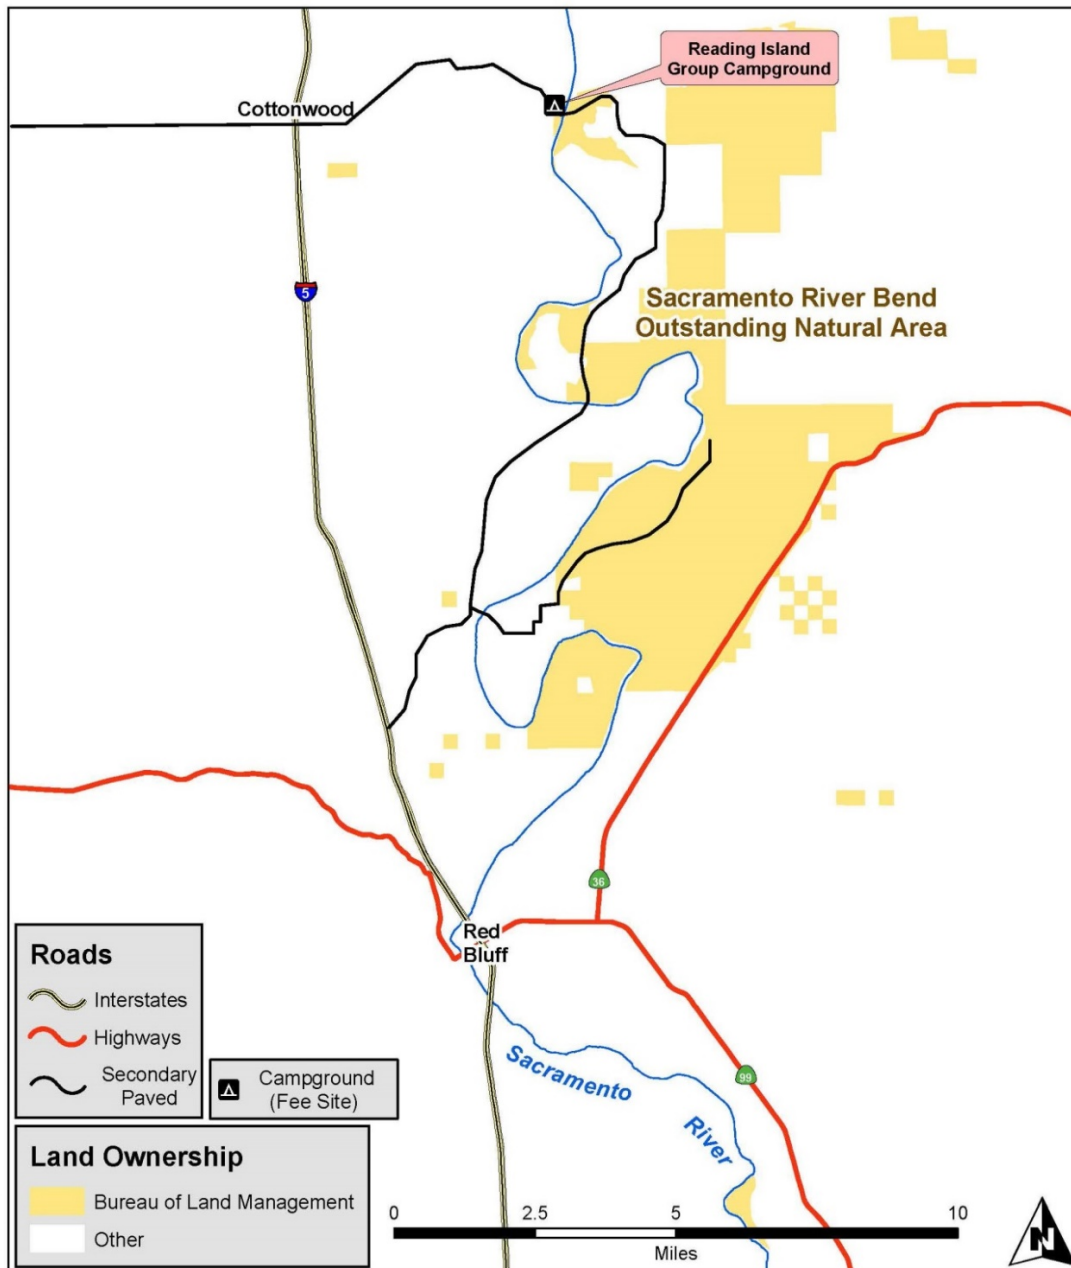 Reading Island
Group Campground
Cottonwood
5
Sacramento River Bend
Outstanding Natural Area
36
Red
Bluff
99
Sacramento
River
Roads
Interstates
Highways
Secondary
Paved
Campground
(Fee Site)
Land Ownership
Bureau of Land Management
Other
0 2.5 5 10
Miles
N